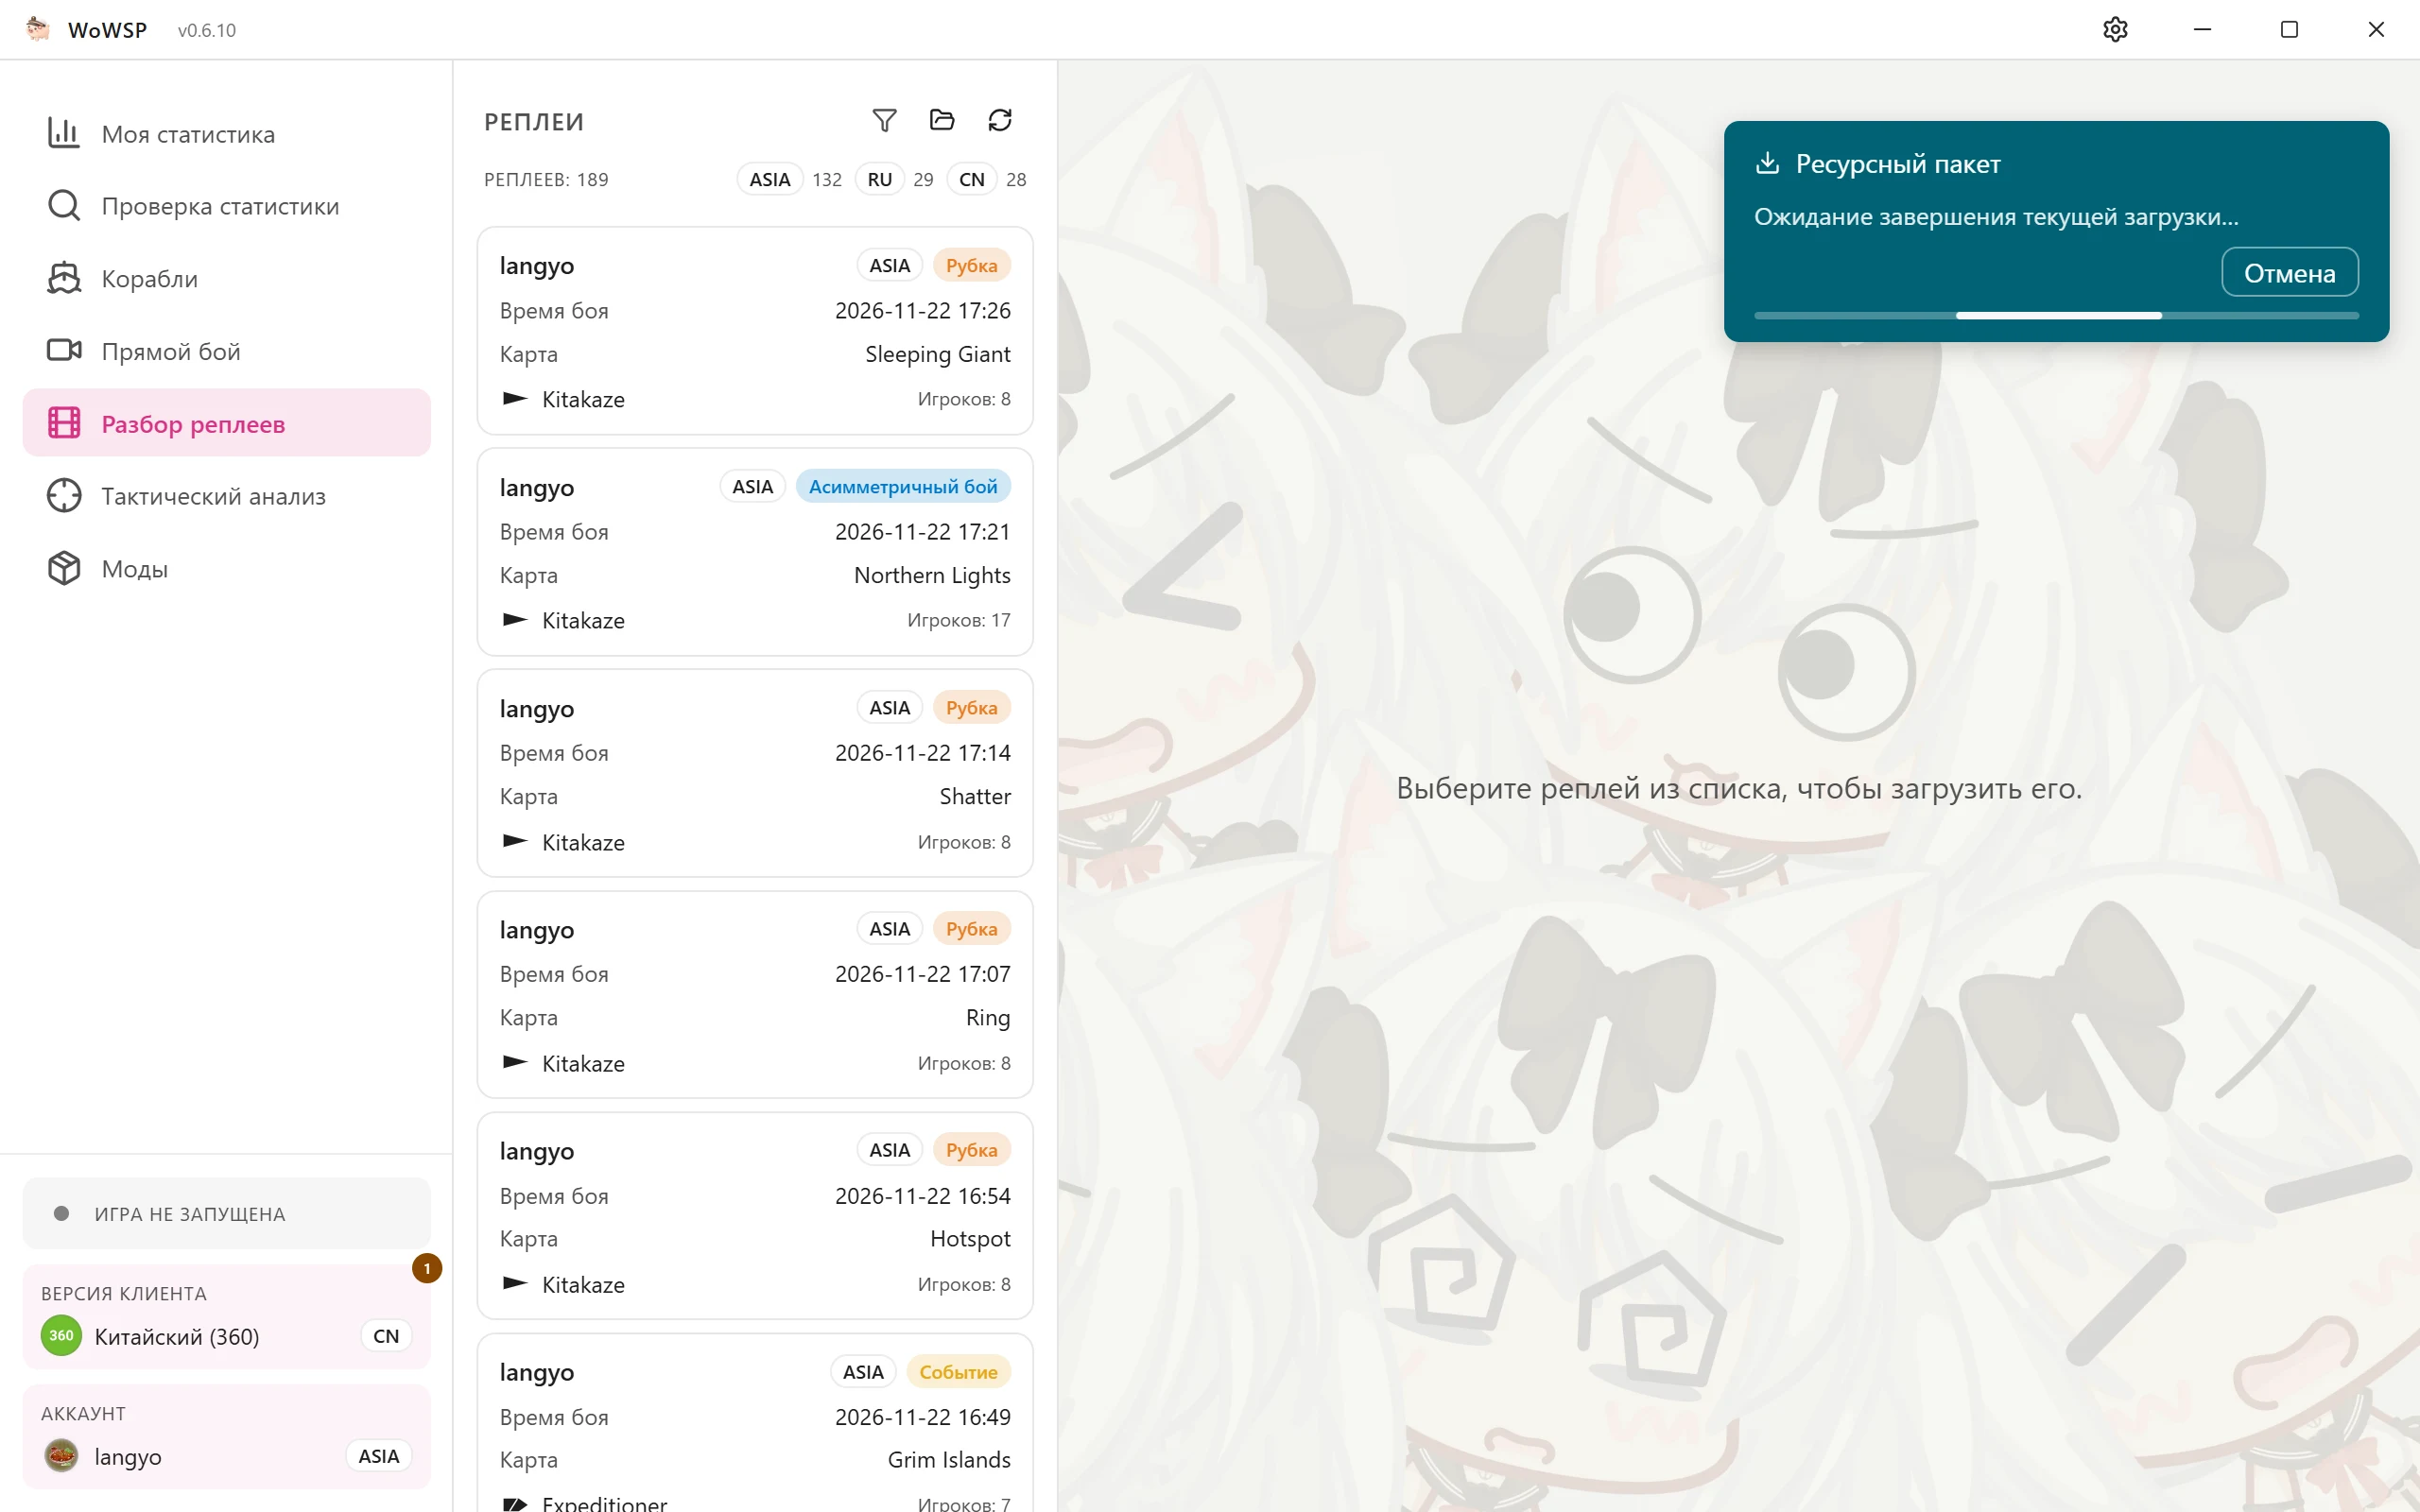 WoWSP v0.6.10
Моя статистика
Проверка статистики
Корабли
Прямой бой
Разбор реплеев
Тактический анализ
Моды
ИГРА НЕ ЗАПУЩЕНА
1
ВЕРСИЯ КЛИЕНТА
360 Китайский (360) CN
АККАУНТ
langyo ASIA
РЕПЛЕИ
РЕПЛЕЕВ: 189 ASIA 132 RU 29 CN 28
langyo ASIA Рубка
Время боя 2026-11-22 17:26
Карта Sleeping Giant
Kitakaze Игроков: 8
langyo ASIA Асимметричный бой
Время боя 2026-11-22 17:21
Карта Northern Lights
Kitakaze Игроков: 17
langyo ASIA Рубка
Время боя 2026-11-22 17:14
Карта Shatter
Kitakaze Игроков: 8
langyo ASIA Рубка
Время боя 2026-11-22 17:07
Карта Ring
Kitakaze Игроков: 8
langyo ASIA Рубка
Время боя 2026-11-22 16:54
Карта Hotspot
Kitakaze Игроков: 8
langyo ASIA Событие
Время боя 2026-11-22 16:49
Карта Grim Islands
Expeditioner Игроков: 7
Ресурсный пакет
Ожидание завершения текущей загрузки...
Отмена
Выберите реплей из списка, чтобы загрузить его.